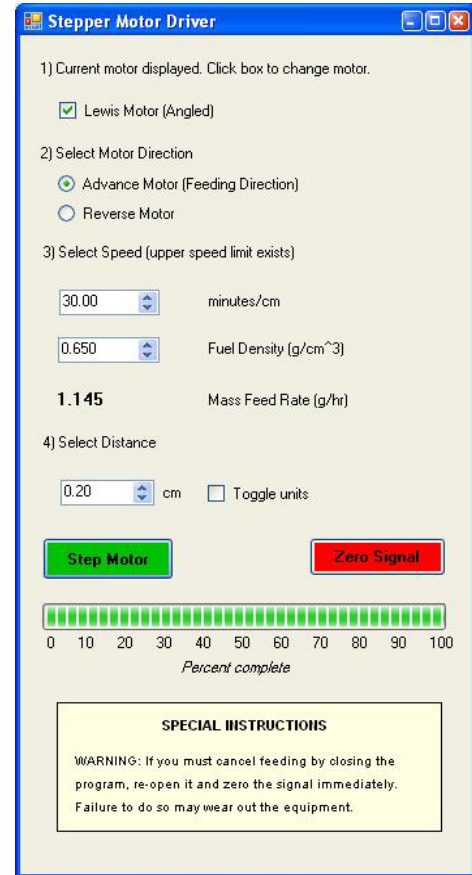 Stepper Motor Driver
1) Current motor displayed. Click box to change motor.
Lewis Motor (Angled)
2) Select Motor Direction
Advance Motor (Feeding Direction)
Reverse Motor
3) Select Speed (upper speed limit exists)
30.00 minutes/cm
0.650 Fuel Density (g/cm^3)
1.145 Mass Feed Rate (g/hr)
4) Select Distance
0.20 cm Toggle units
Step Motor Zero Signal
0 10 20 30 40 50 60 70 80 90 100
Percent complete
SPECIAL INSTRUCTIONS
WARNING: If you must cancel feeding by closing the
program, re-open it and zero the signal immediately.
Failure to do so may wear out the equipment.